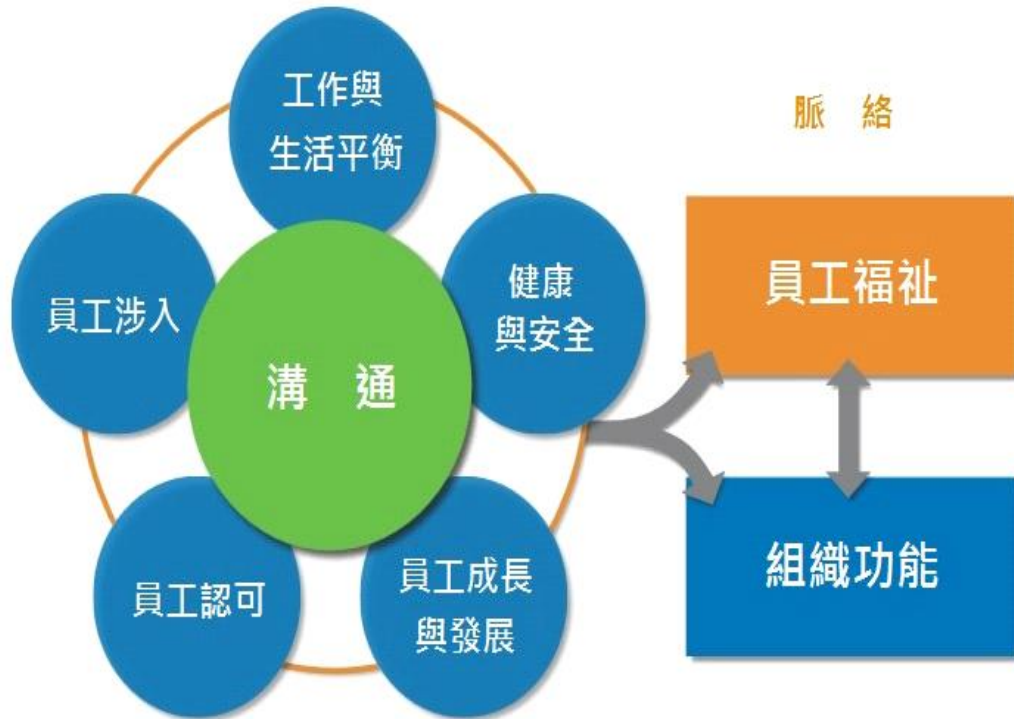 工作與
生活平衡
脈 絡
員工涉入
溝 通
健康
與安全
員工福祉
員工認可
員工成長
與發展
組織功能